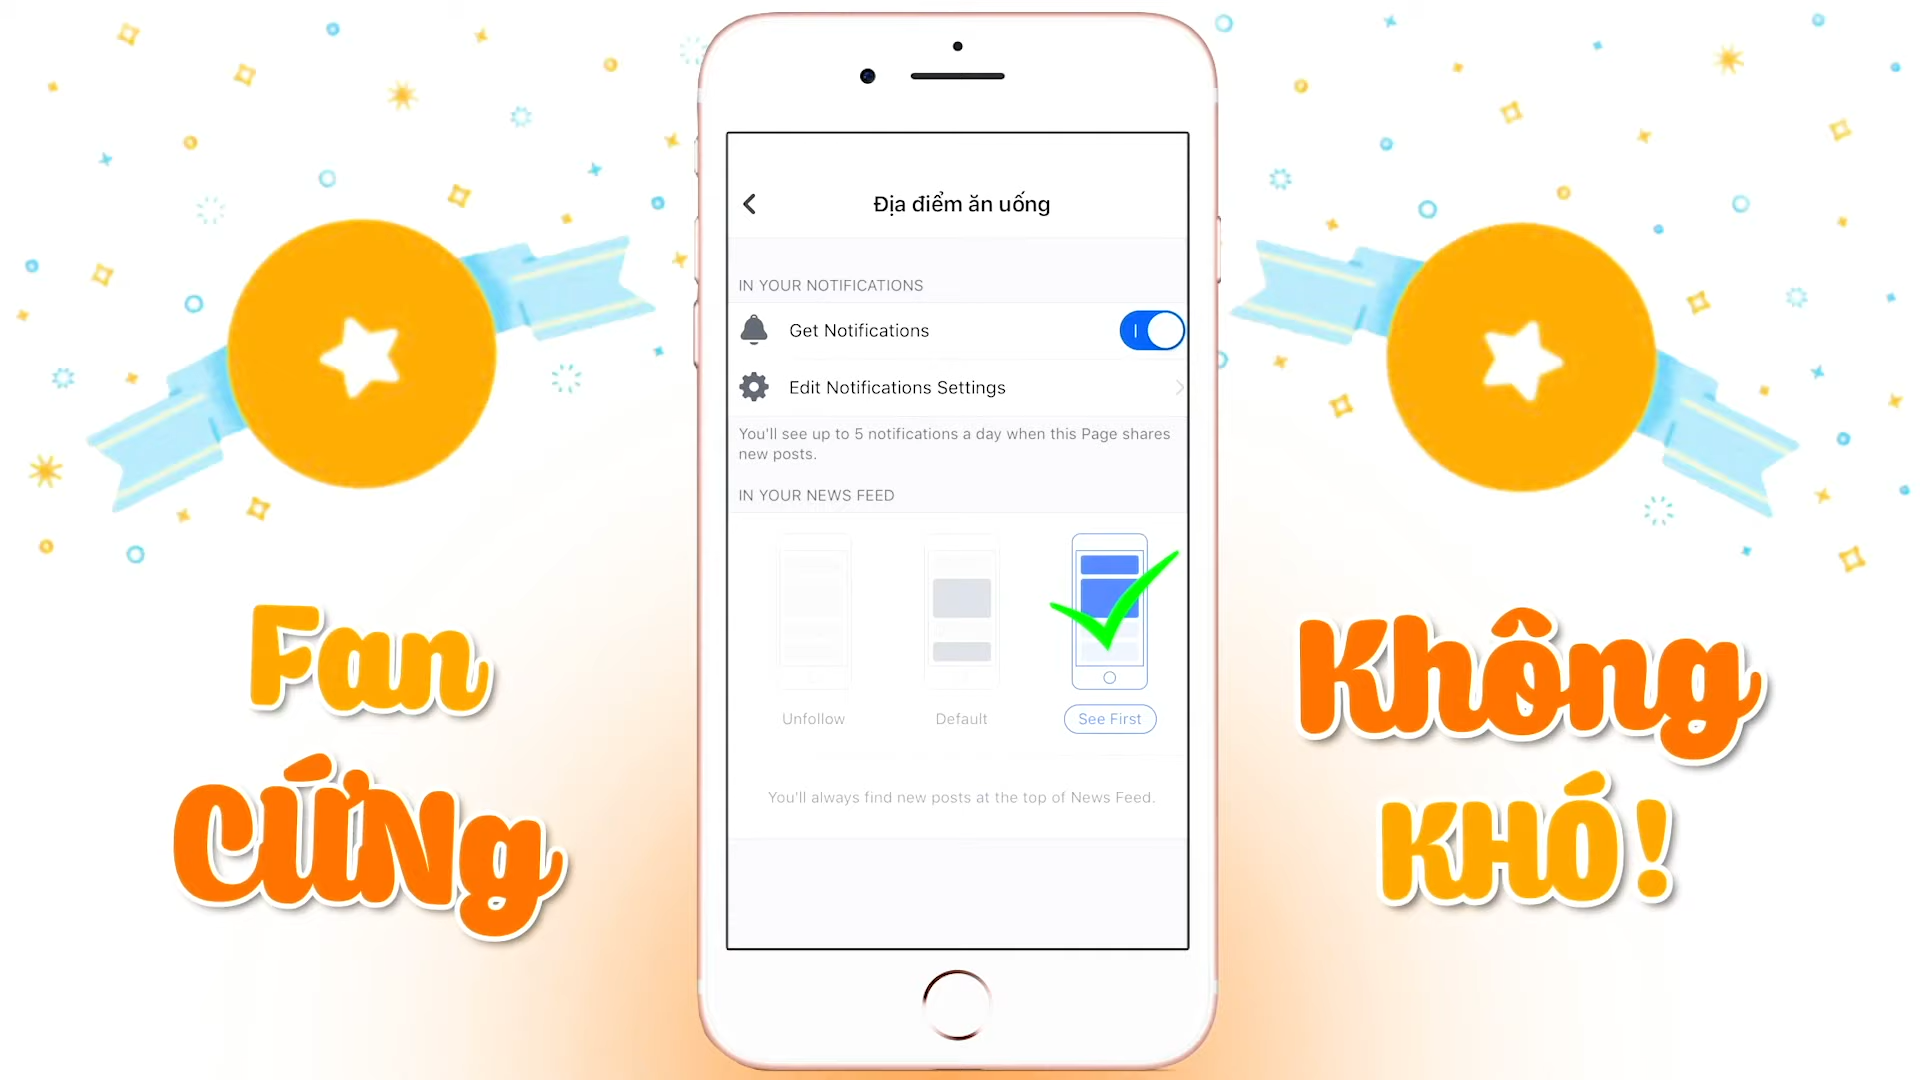 Địa điểm ăn uống
IN YOUR NOTIFICATIONS
Get Notifications
Edit Notifications Settings
You'll see up to 5 notifications a day when this Page shares
new posts.
IN YOUR NEWS FEED
Unfollow
Default
See First
You'll always find new posts at the top of News Feed.
Fan
CỨNg
Không
KHÓ!